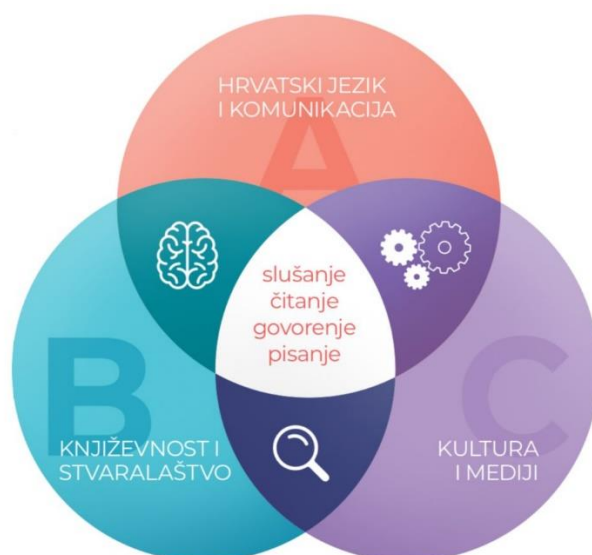 HRVATSKI JEZIK
I KOMUNIKACIJA
A
slušanje
čitanje
govorenje
pisanje
B
KNJIŽEVNOST I
STVARALAŠTVO
C
KULTURA
I MEDIJI